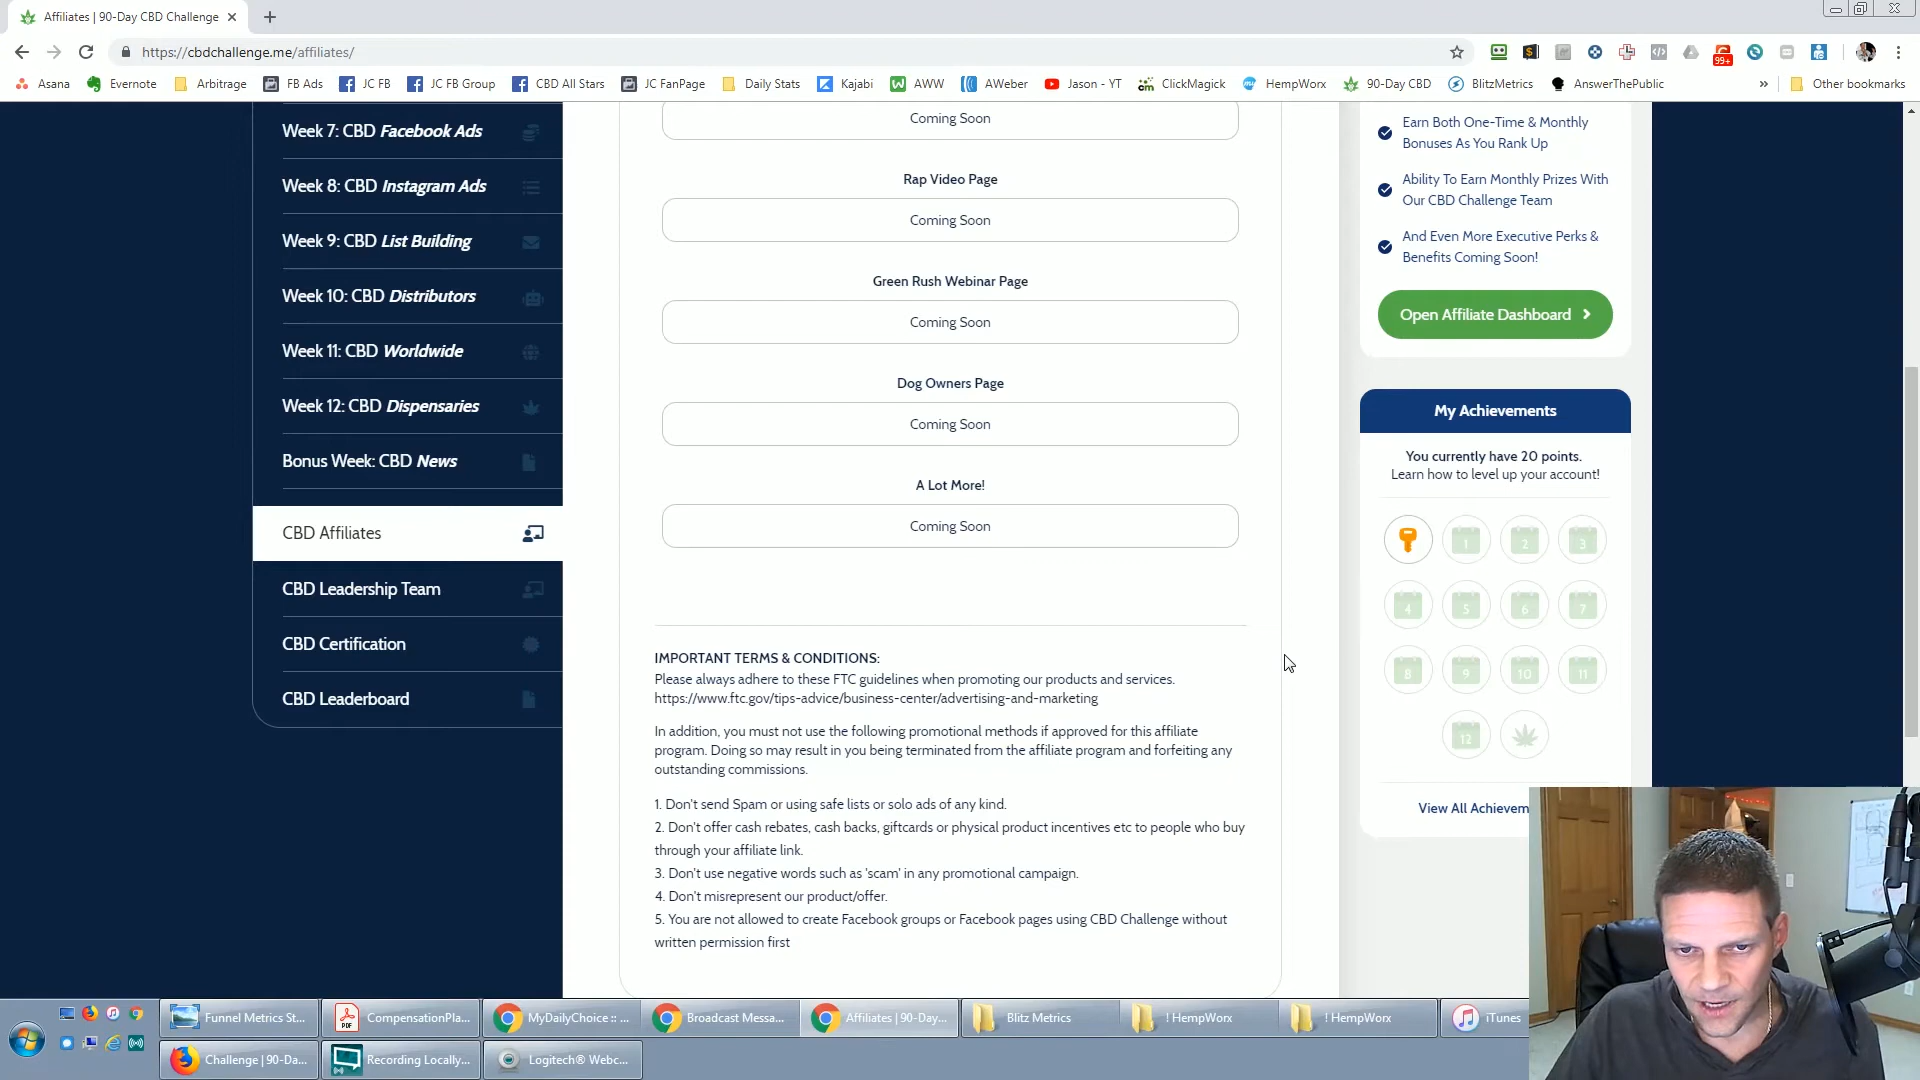 Affiliates | 90-Day CBD Challenge
https://cbdchallenge.me/affiliates/
99+
Asana
Evernote
Arbitrage
FB Ads
JC FB
JC FB Group
CBD All Stars
JC FanPage
Daily Stats
Kajabi
AWW
AWeber
Jason - YT
ClickMagick
HempWorx
90-Day CBD
BlitzMetrics
AnswerThePublic
»
Other bookmarks
Week 7: CBD Facebook Ads
Week 8: CBD Instagram Ads
Week 9: CBD List Building
Week 10: CBD Distributors
Week 11: CBD Worldwide
Week 12: CBD Dispensaries
Bonus Week: CBD News
CBD Affiliates
CBD Leadership Team
CBD Certification
CBD Leaderboard
Coming Soon
Rap Video Page
Coming Soon
Green Rush Webinar Page
Coming Soon
Dog Owners Page
Coming Soon
A Lot More!
Coming Soon
IMPORTANT TERMS & CONDITIONS:
Please always adhere to these FTC guidelines when promoting our products and services.
https://www.ftc.gov/tips-advice/business-center/advertising-and-marketing
In addition, you must not use the following promotional methods if approved for this affiliate
program. Doing so may result in you being terminated from the affiliate program and forfeiting any
outstanding commissions.
1. Don't send Spam or using safe lists or solo ads of any kind.
2. Don't offer cash rebates, cash backs, giftcards or physical product incentives etc to people who buy
through your affiliate link.
3. Don't use negative words such as 'scam' in any promotional campaign.
4. Don't misrepresent our product/offer.
5. You are not allowed to create Facebook groups or Facebook pages using CBD Challenge without
written permission first
Earn Both One-Time & Monthly
Bonuses As You Rank Up
Ability To Earn Monthly Prizes With
Our CBD Challenge Team
And Even More Executive Perks &
Benefits Coming Soon!
Open Affiliate Dashboard
My Achievements
You currently have 20 points.
Learn how to level up your account!
1 2 3
4 5 6 7
8 9 10 11
12
View All Achievem
Funnel Metrics St...
CompensationPla...
MyDailyChoice :: ...
Broadcast Messa...
Affiliates | 90-Day...
Blitz Metrics
! HempWorx
! HempWorx
iTunes
Challenge | 90-Da...
Recording Locally...
Logitech® Webc...